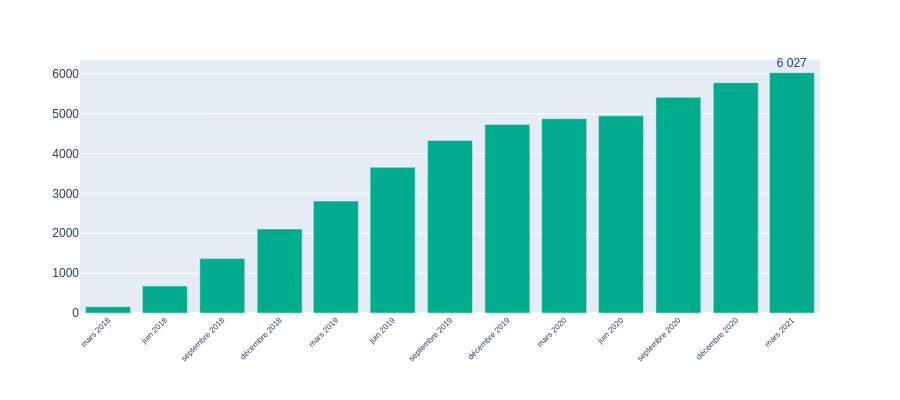 6 027
6000
5000
4000
3000
2000
1000
0
mars 2018
juin 2018
septembre 2018
décembre 2018
mars 2019
juin 2019
septembre 2019
décembre 2019
mars 2020
juin 2020
septembre 2020
décembre 2020
mars 2021